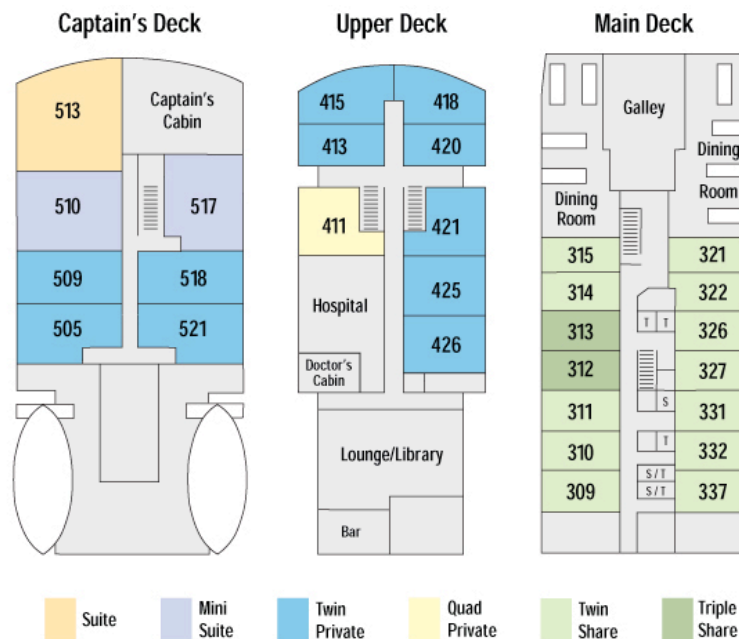 Captain's Deck
513
Captain's
Cabin
510
517
509
518
505
521
Upper Deck
415
418
413
420
411
421
Hospital
425
Doctor's
Cabin
426
Lounge/Library
Bar
Main Deck
Galley
Dining
Room
Dining
Room
315
321
314
322
313
T T
326
312
327
311
S
331
310
T
332
S/T
309
S/T
337
Suite
Mini
Suite
Twin
Private
Quad
Private
Twin
Share
Triple
Share